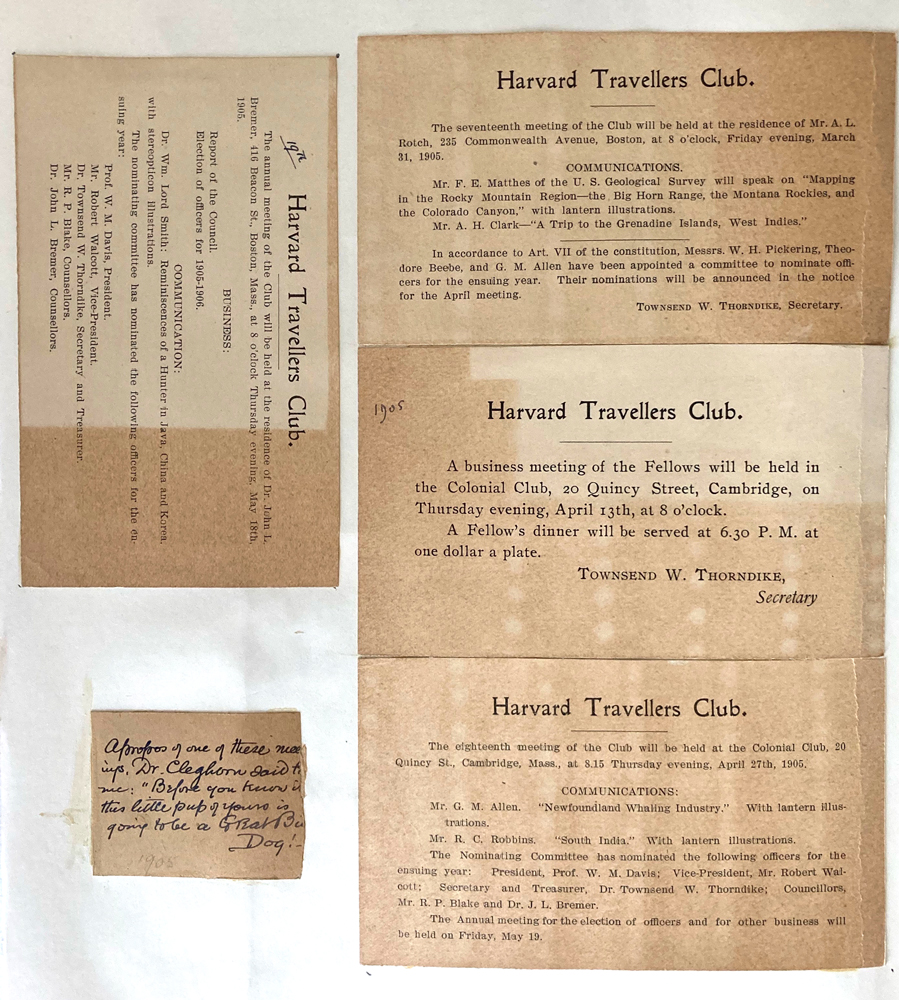 19th
Harvard Travellers Club.
The annual meeting of the Club will be held at the residence of Dr. John L.
Bremer, 416 Beacon St., Boston, Mass., at 8 o'clock Thursday evening, May 18th,
1905.
BUSINESS:
Report of the Council.
Election of officers for 1905-1906.
COMMUNICATION:
Dr. Wm. Lord Smith: Reminiscences of a Hunter in Java, China and Korea,
with stereopticon illustrations.
The nominating committee has nominated the following officers for the en-
suing year:
Prof. W. M. Davis, President.
Mr. Robert Walcott, Vice-President.
Dr. Townsend W. Thorndike, Secretary and Treasurer.
Mr. R. P. Blake, Counsellors.
Dr. John L. Bremer, Counsellors.
Apropos of one of these mee
ings, Dr. Cleghorn said t
me: "Before you know i
this little pup of yours is
going to be a Great Bi
Dog!-
1905
Harvard Travellers Club.
The seventeenth meeting of the Club will be held at the residence of Mr. A. L.
Rotch, 235 Commonwealth Avenue, Boston, at 8 o'clock, Friday evening, March
31, 1905.
COMMUNICATIONS.
Mr. F. E. Matthes of the U. S. Geological Survey will speak on "Mapping
in the Rocky Mountain Region—the Big Horn Range, the Montana Rockies, and
the Colorado Canyon," with lantern illustrations.
Mr. A. H. Clark—"A Trip to the Grenadine Islands, West Indies."
In accordance to Art. VII of the constitution, Messrs. W. H. Pickering, Theo-
dore Beebe, and G. M. Allen have been appointed a committee to nominate offi-
cers for the ensuing year. Their nominations will be announced in the notice
for the April meeting.
TOWNSEND W. THORNDIKE, Secretary.
1905
Harvard Travellers Club.
A business meeting of the Fellows will be held in
the Colonial Club, 20 Quincy Street, Cambridge, on
Thursday evening, April 13th, at 8 o'clock.
A Fellow's dinner will be served at 6.30 P. M. at
one dollar a plate.
TOWNSEND W. THORNDIKE,
Secretary
Harvard Travellers Club.
The eighteenth meeting of the Club will be held at the Colonial Club, 20
Quincy St., Cambridge, Mass., at 8.15 Thursday evening, April 27th, 1905.
COMMUNICATIONS:
Mr. G. M. Allen. "Newfoundland Whaling Industry." With lantern illus-
trations.
Mr. R. C. Robbins. "South India." With lantern illustrations.
The Nominating Committee has nominated the following officers for the
ensuing year: President, Prof. W. M. Davis; Vice-President, Mr. Robert Wal-
cott; Secretary and Treasurer, Dr. Townsend W. Thorndike; Councillors,
Mr. R. P. Blake and Dr. J. L. Bremer.
The Annual meeting for the election of officers and for other business will
be held on Friday, May 19.